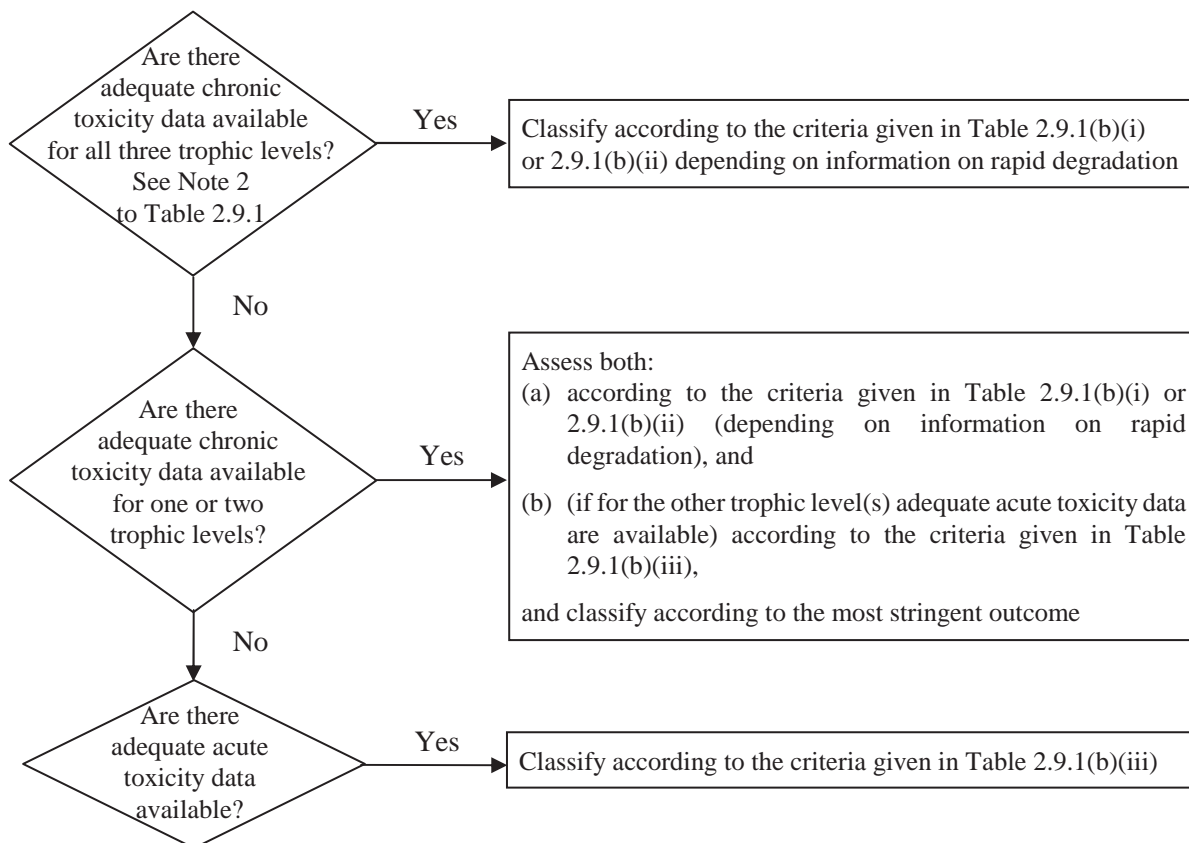 Are there
adequate chronic
toxicity data available
for all three trophic levels?
See Note 2
to Table 2.9.1
Yes
Classify according to the criteria given in Table 2.9.1(b)(i)
or 2.9.1(b)(ii) depending on information on rapid degradation
No
Are there
adequate chronic
toxicity data available
for one or two
trophic levels?
Yes
Assess both:
(a) according to the criteria given in Table 2.9.1(b)(i) or
2.9.1(b)(ii) (depending on information on rapid
degradation), and
(b) (if for the other trophic level(s) adequate acute toxicity data
are available) according to the criteria given in Table
2.9.1(b)(iii),
and classify according to the most stringent outcome
No
Are there
adequate acute
toxicity data
available?
Yes
Classify according to the criteria given in Table 2.9.1(b)(iii)